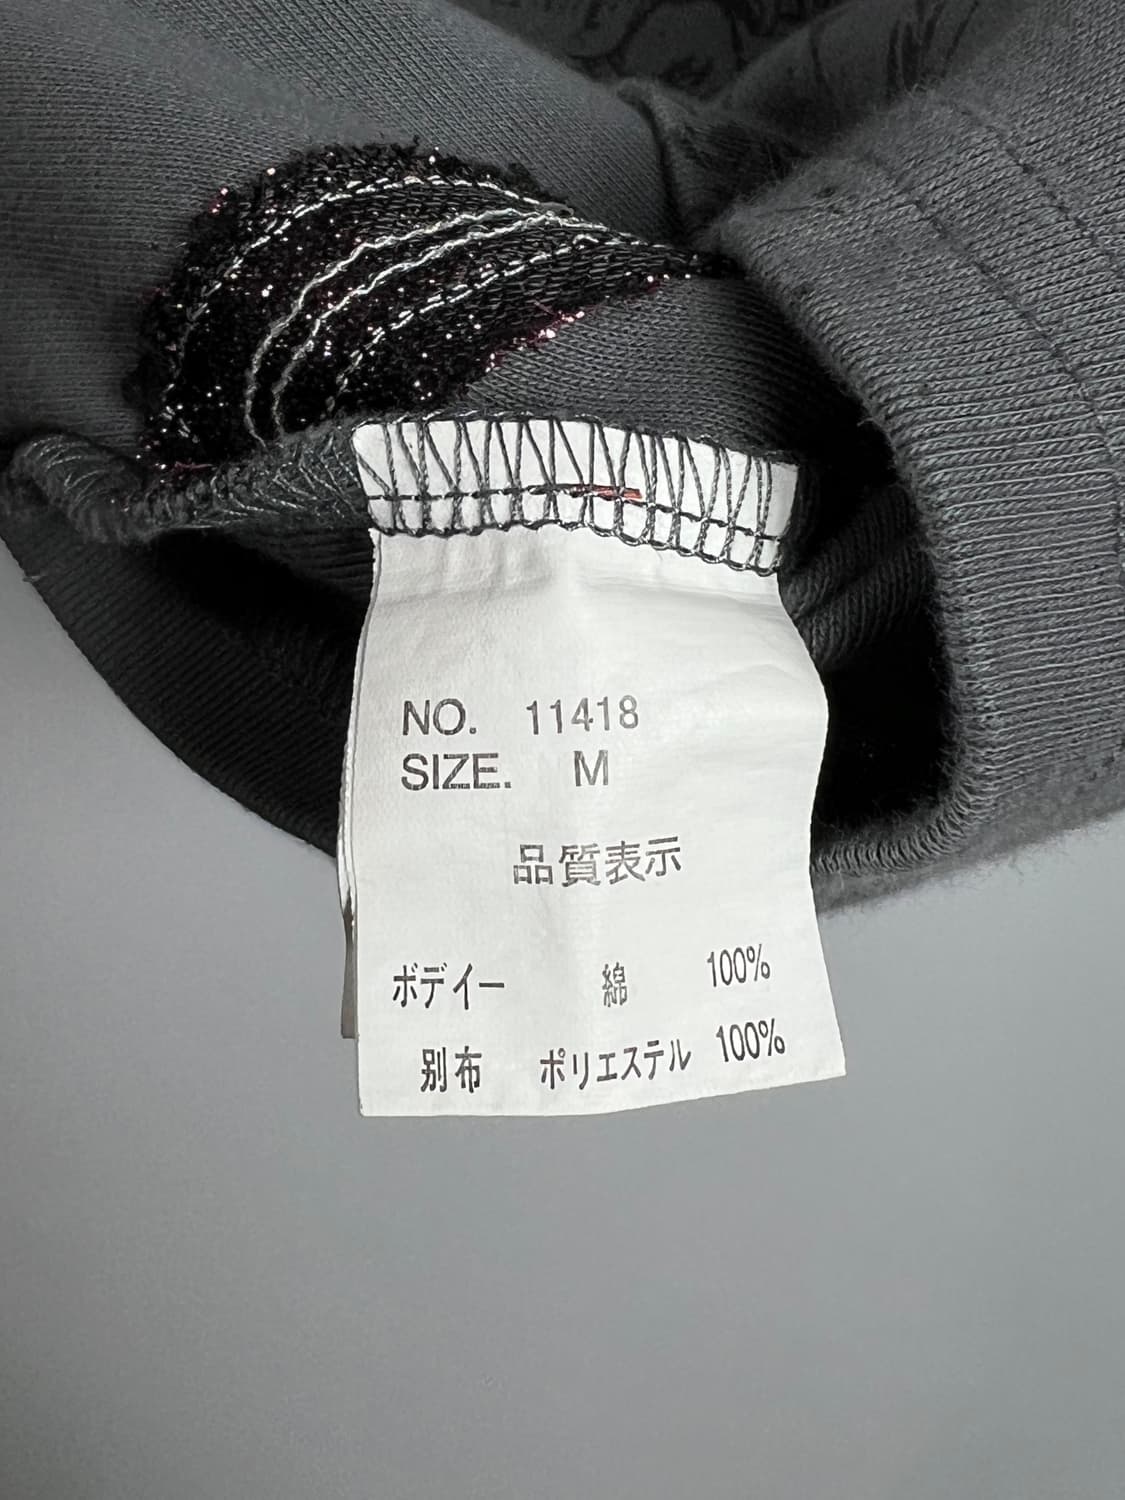 NO. 11418
SIZE. M
品質表示
ボデイー 綿 100%
別布 ポリエステル 100%